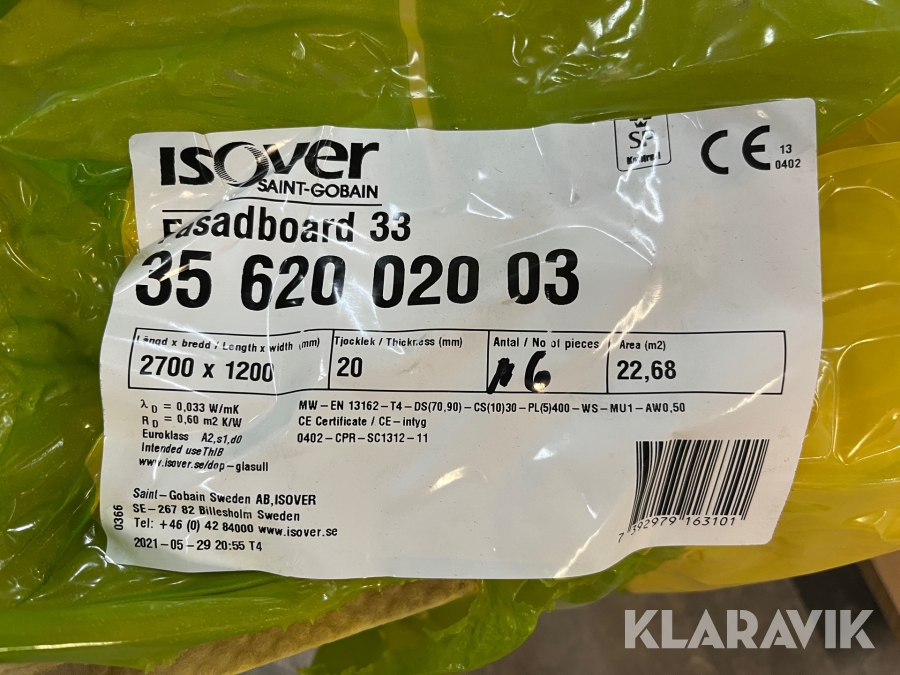 ISOVER
SAINT-GOBAIN
SP
Kontroll
CE 13
0402
Fasadboard 33
35 620 020 03
Längd x bredd / Length x width (mm)
2700 x 1200
Tjocklek / Thickness (mm)
20
Antal / No of pieces
6
Area (m2)
22,68
λD = 0,033 W/mK
RD = 0,60 m2 K/W
Euroklass A2,s1,d0
Intended use ThIB
www.isover.se/dop-glasull
MW-EN 13162-T4-DS(70,90)-CS(10)30-PL(5)400-WS-MU1-AW0,50
CE Certificate / CE-intyg
0402-CPR-SC1312-11
Saint-Gobain Sweden AB,ISOVER
SE-267 82 Billesholm Sweden
Tel: +46 (0) 42 84000 www.isover.se
2021-05-29 20:55 T4
0366
7 392979 163101
KLARAVIK